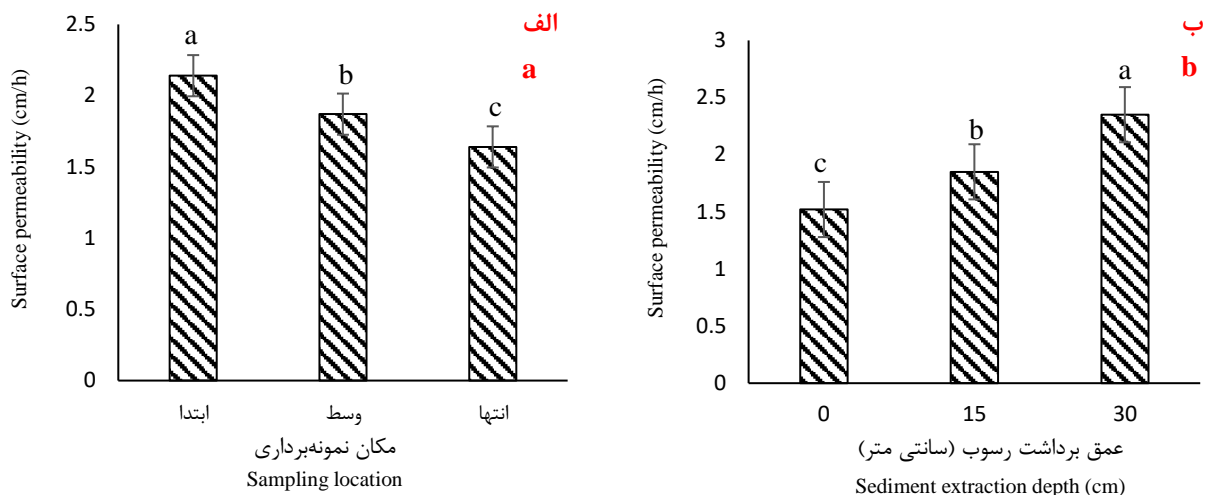 الف
a
Surface permeability (cm/h)
2.5
2
1.5
1
0.5
0
a
b
c
ابتدا
وسط
انتها
مکان نمونه‌برداری
Sampling location
ب
b
Surface permeability (cm/h)
3
2.5
2
1.5
1
0.5
0
c
b
a
0
15
30
عمق برداشت رسوب (سانتی متر)
Sediment extraction depth (cm)